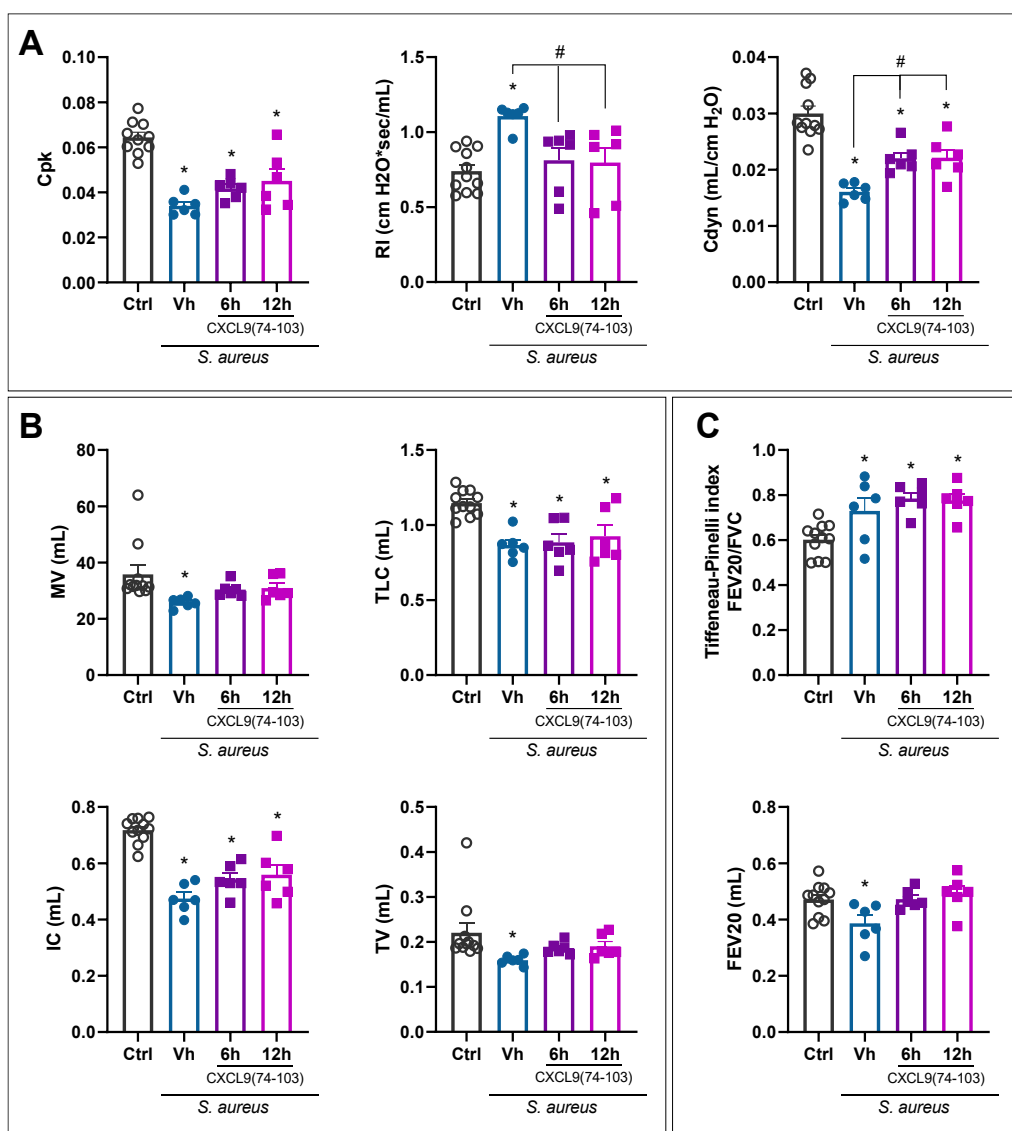 A
Cpk
0.10
0.08
0.06
0.04
0.02
0.00
* * *
Ctrl Vh 6h 12h
CXCL9(74-103)
S. aureus
RI (cm H2O*sec/mL)
1.5
1.0
0.5
0.0
#
*
Ctrl Vh 6h 12h
CXCL9(74-103)
S. aureus
Cdyn (mL/cm H₂O)
0.04
0.03
0.02
0.01
0.00
#
* * *
Ctrl Vh 6h 12h
CXCL9(74-103)
S. aureus
B
MV (mL)
80
60
40
20
0
*
Ctrl Vh 6h 12h
CXCL9(74-103)
S. aureus
TLC (mL)
1.5
1.0
0.5
0.0
* * *
Ctrl Vh 6h 12h
CXCL9(74-103)
S. aureus
IC (mL)
0.8
0.6
0.4
0.2
0.0
* * *
Ctrl Vh 6h 12h
CXCL9(74-103)
S. aureus
TV (mL)
0.5
0.4
0.3
0.2
0.1
0.0
*
Ctrl Vh 6h 12h
CXCL9(74-103)
S. aureus
C
Tiffeneau-Pinelli index
FEV20/FVC
1.0
0.8
0.6
0.4
0.2
0.0
* * *
Ctrl Vh 6h 12h
CXCL9(74-103)
S. aureus
FEV20 (mL)
0.8
0.6
0.4
0.2
0.0
*
Ctrl Vh 6h 12h
CXCL9(74-103)
S. aureus